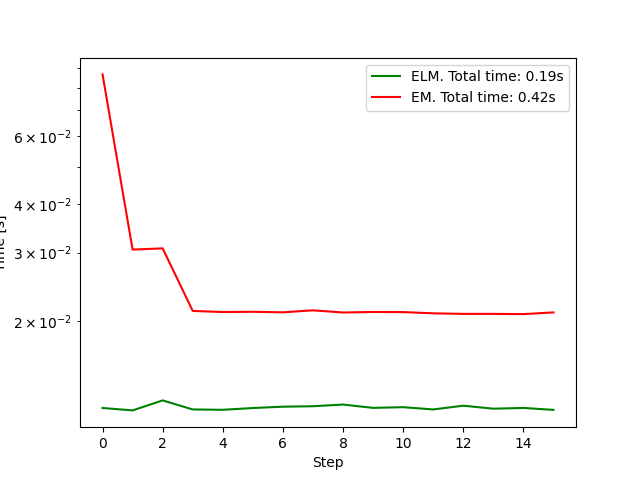 ELM. Total time: 0.19s
EM. Total time: 0.42s
6 × 10⁻²
4 × 10⁻²
3 × 10⁻²
2 × 10⁻²
0 2 4 6 8 10 12 14
Step